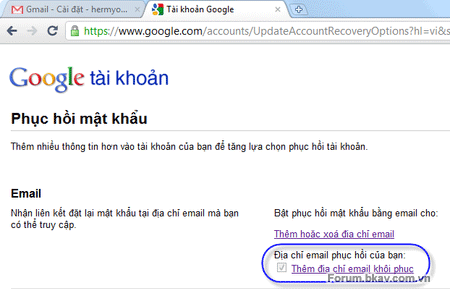 Gmail - Cài đặt - hermyo...
Tài khoản Google
https://www.google.com/accounts/UpdateAccountRecoveryOptions?hl=vi&s
Google tài khoản
Phục hồi mật khẩu
Thêm nhiều thông tin hơn vào tài khoản của bạn để tăng lựa chọn phục hồi tài khoản.
Email
Nhận liên kết đặt lại mật khẩu tại địa chỉ email mà bạn
có thể truy cập.
Bật phục hồi mật khẩu bằng email cho:
Thêm hoặc xoá địa chỉ email
Địa chỉ email phục hồi của bạn:
Thêm địa chỉ email khôi phục
Forum.bkav.com.vn